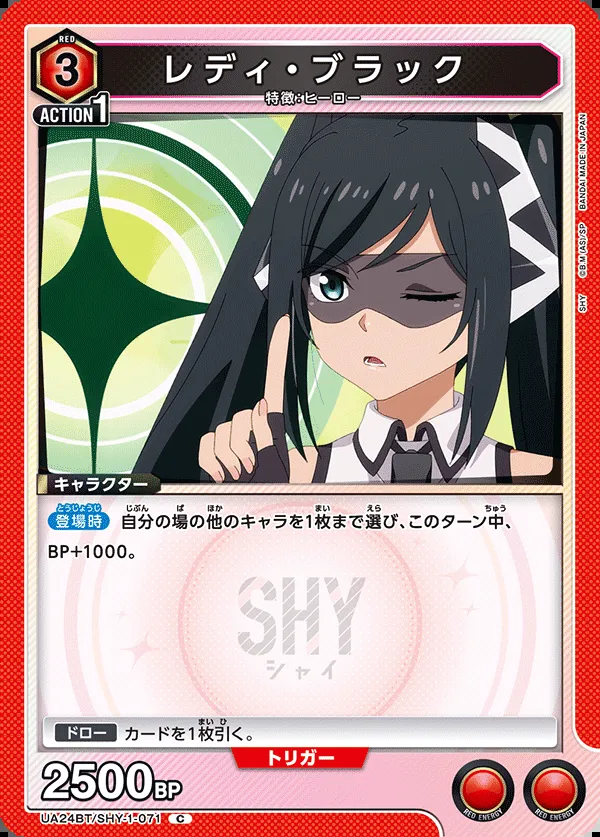 RED
3
レディ・ブラック
特徴:ヒーロー
ACTION 1
BANDAI MADE IN JAPAN
©B.M(AS)/SP
SHY
キャラクター
とうじょうじ じぶん ば ほか まい えら ちゅう
登場時 自分の場の他のキャラを1枚まで選び、このターン中、
BP+1000。
SHY
シャイ
まい ひ
ドロー カードを1枚引く。
トリガー
2500BP
RED ENERGY RED ENERGY
UA24BT/SHY-1-071 C